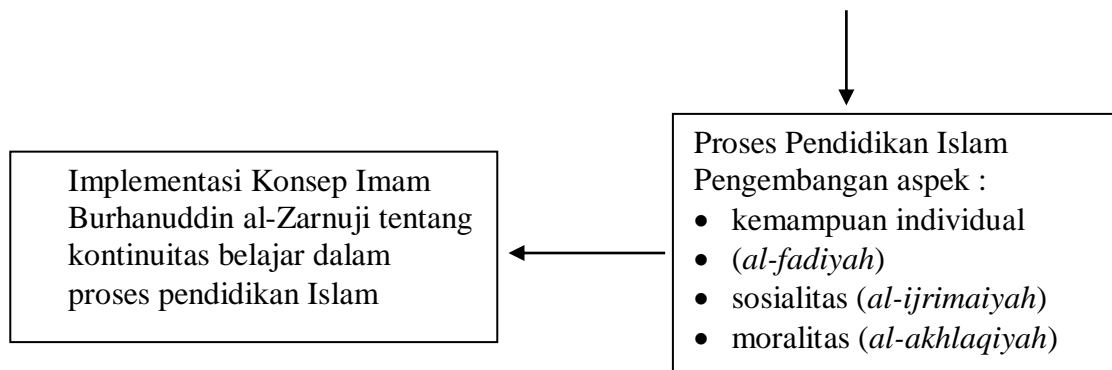 Implementasi Konsep Imam
Burhanuddin al-Zarnuji tentang
kontinuitas belajar dalam
proses pendidikan Islam
Proses Pendidikan Islam
Pengembangan aspek :
• kemampuan individual
• (al-fadiyah)
• sosialitas (al-ijrimaiyah)
• moralitas (al-akhlaqiyah)